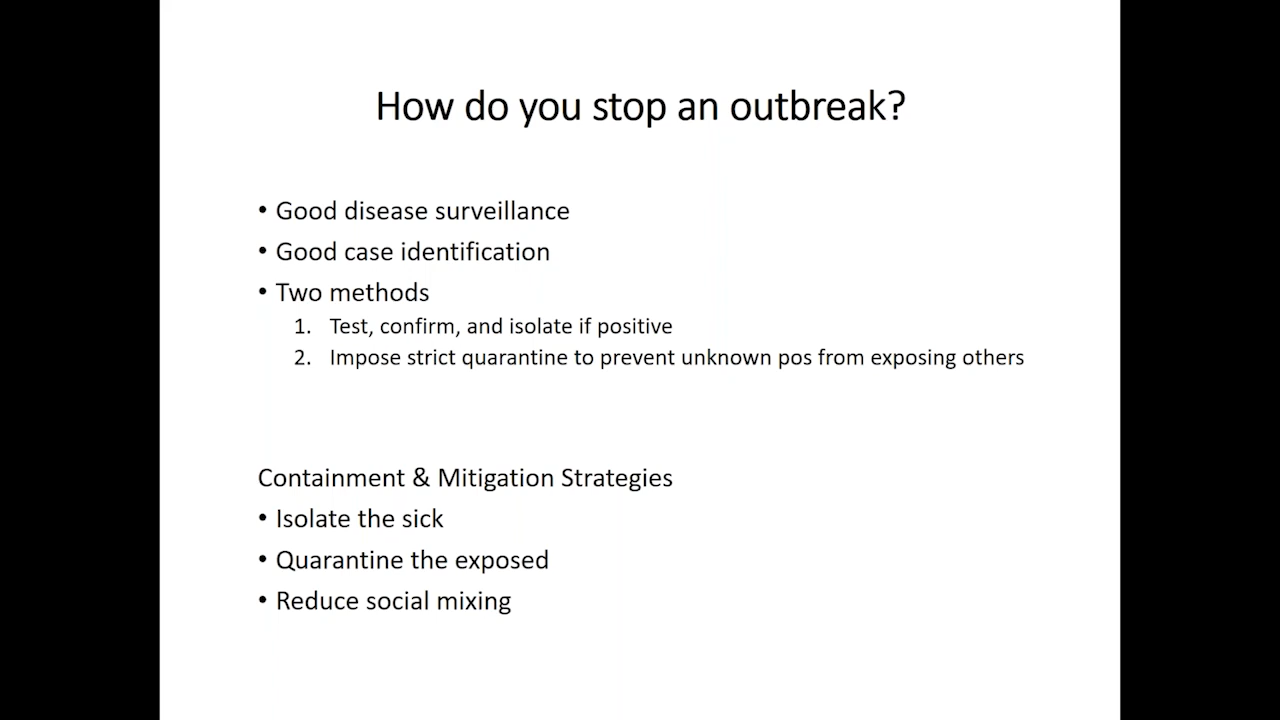 How do you stop an outbreak?
• Good disease surveillance
• Good case identification
• Two methods
1. Test, confirm, and isolate if positive
2. Impose strict quarantine to prevent unknown pos from exposing others
Containment & Mitigation Strategies
• Isolate the sick
• Quarantine the exposed
• Reduce social mixing